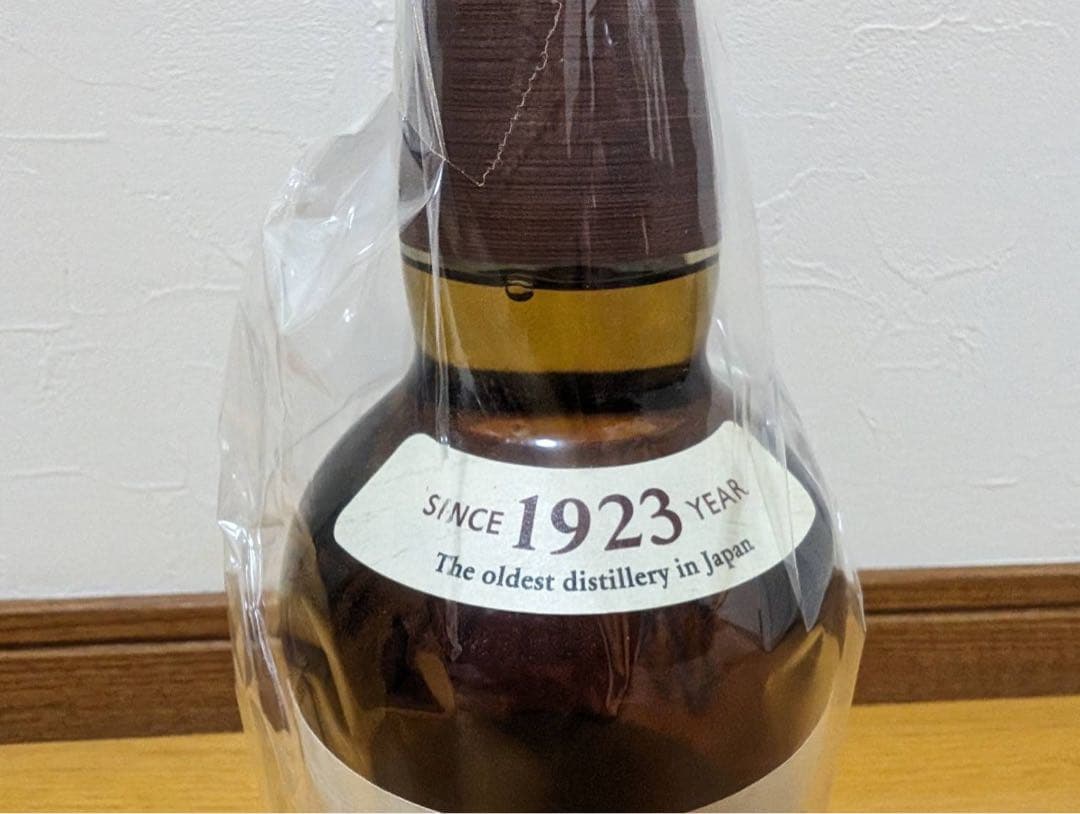 SINCE 1923 YEAR
The oldest distillery in Japan